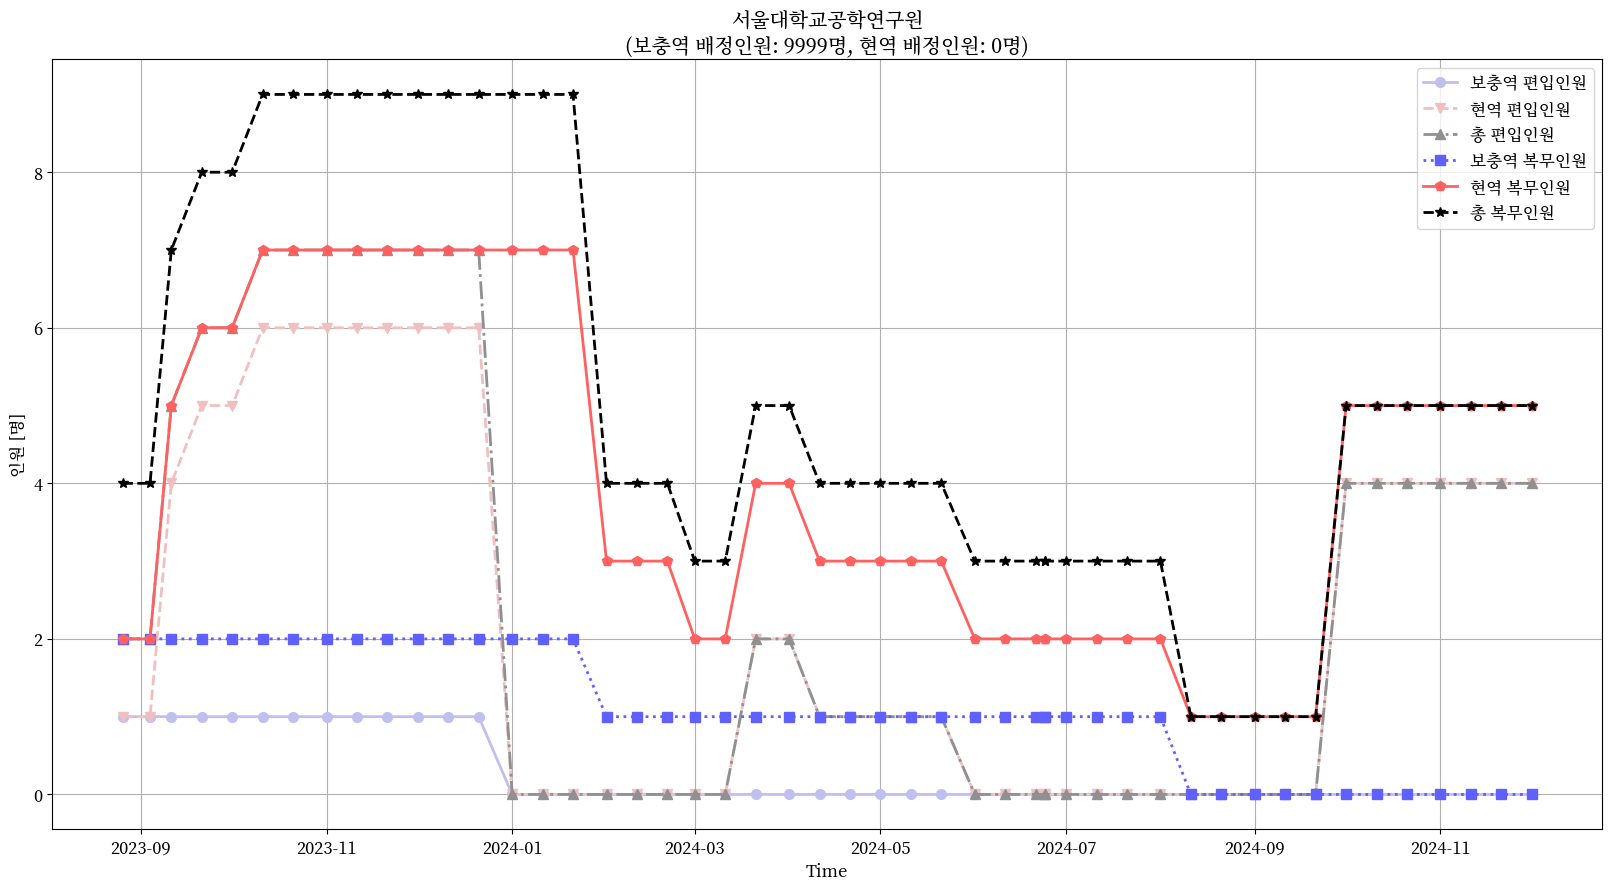 서울대학교공학연구원
(보충역 배정인원: 9999명, 현역 배정인원: 0명)
보충역 편입인원
현역 편입인원
총 편입인원
보충역 복무인원
현역 복무인원
총 복무인원
인원 [명]
8
6
4
2
0
2023-09
2023-11
2024-01
2024-03
2024-05
2024-07
2024-09
2024-11
Time